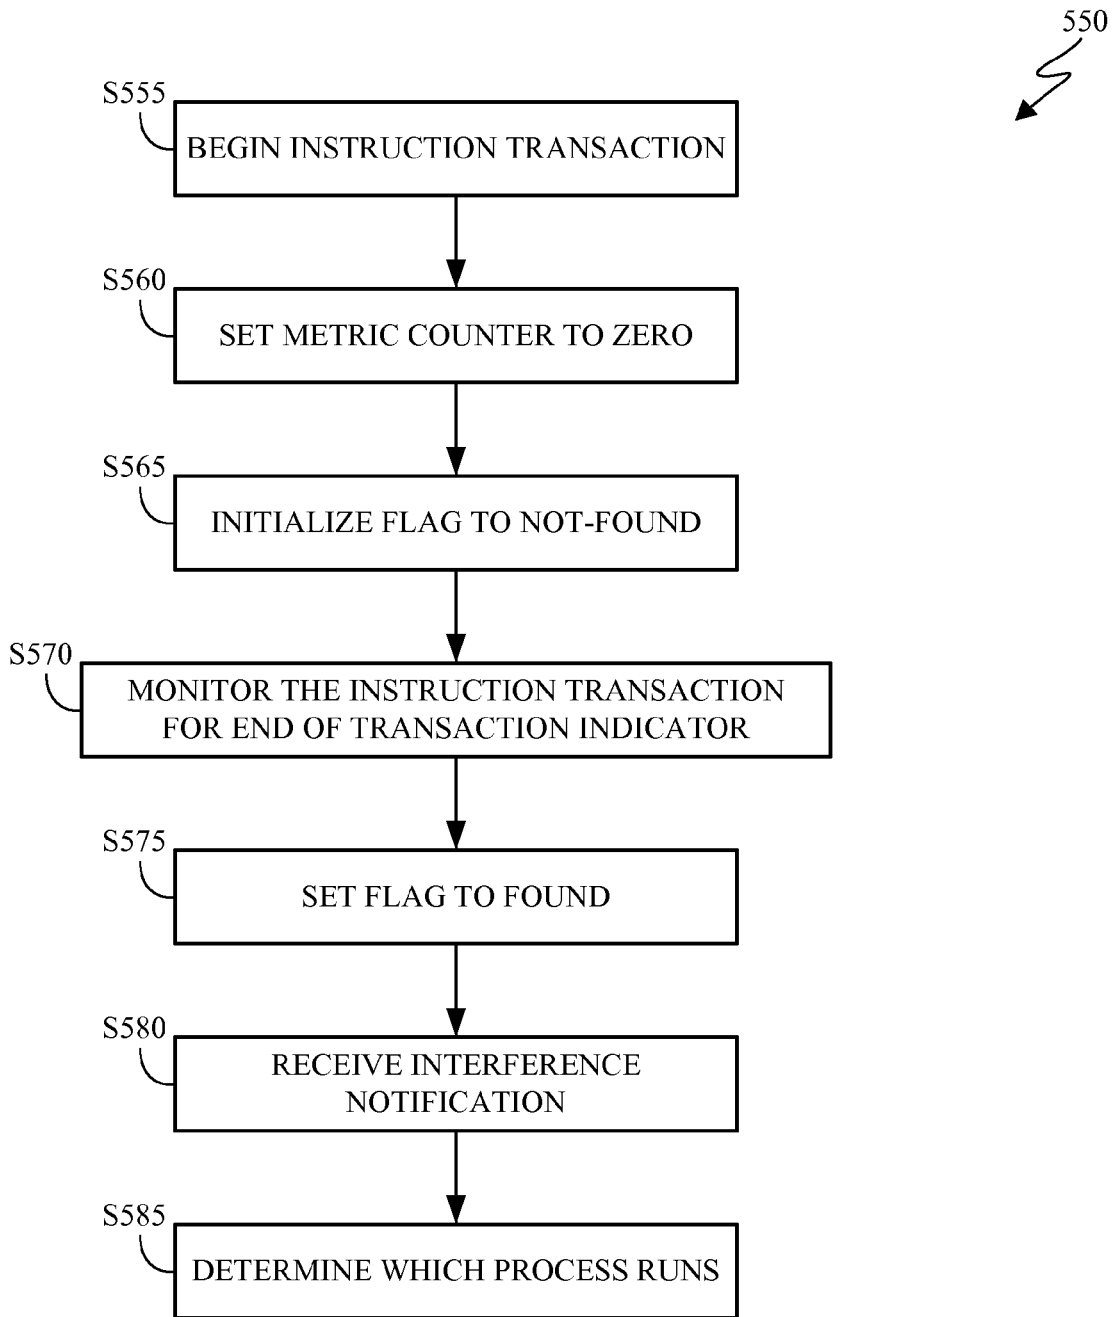 550
S555
BEGIN INSTRUCTION TRANSACTION
S560
SET METRIC COUNTER TO ZERO
S565
INITIALIZE FLAG TO NOT-FOUND
S570
MONITOR THE INSTRUCTION TRANSACTION
FOR END OF TRANSACTION INDICATOR
S575
SET FLAG TO FOUND
S580
RECEIVE INTERFERENCE
NOTIFICATION
S585
DETERMINE WHICH PROCESS RUNS